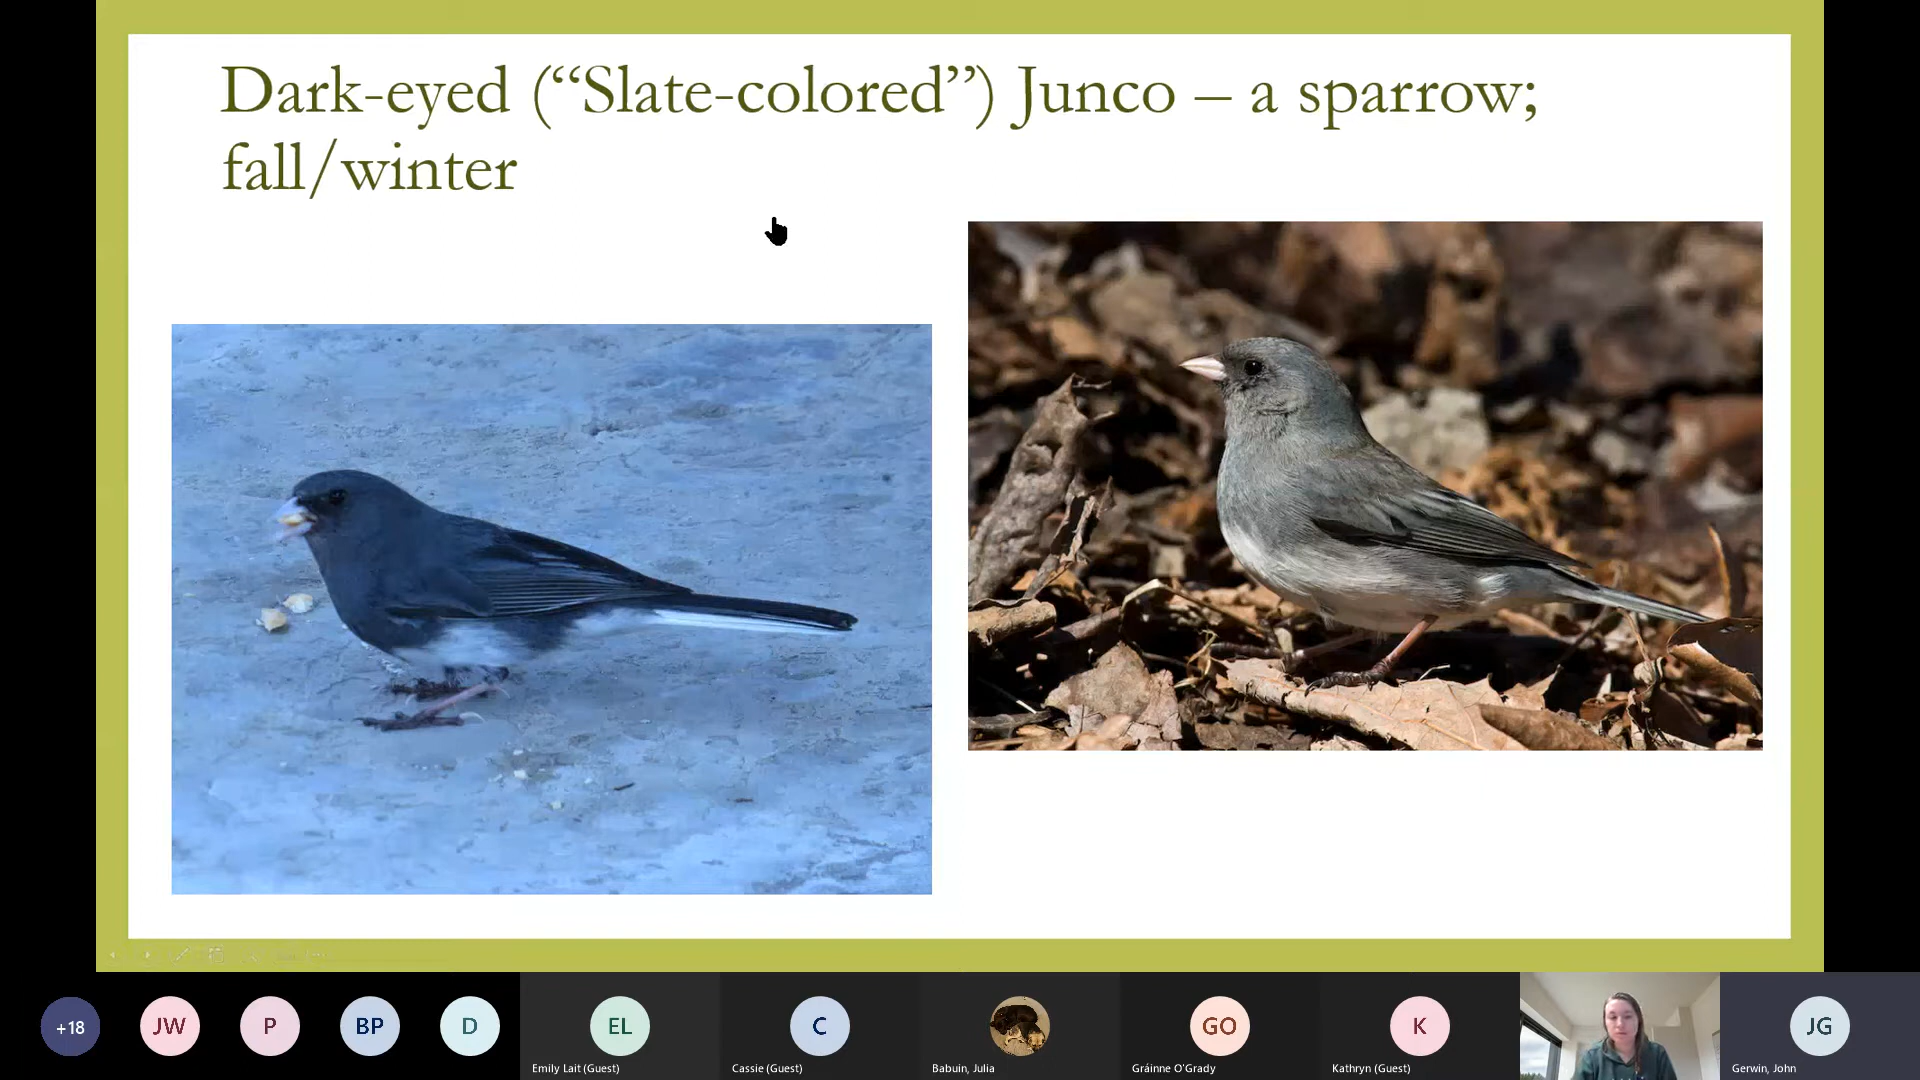 Dark-eyed (“Slate-colored”) Junco – a sparrow;
fall/winter
+18
JW
P
BP
D
EL
C
GO
K
JG
Emily Lait (Guest)
Cassie (Guest)
Babuin, Julia
Gráinne O'Grady
Kathryn (Guest)
Gerwin, John